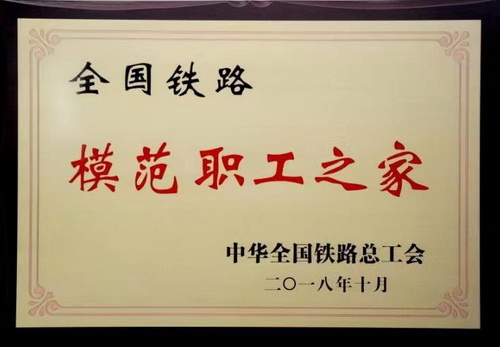 全国铁路
模范职工之家
中华全国铁路总工会
二〇一八年十月